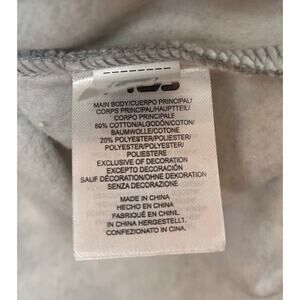 MAIN BODY/CUERPO PRINCIPAL/
CORPS PRINCIPAL/HAUPTTEIL/
CORPO PRINCIPALE
80% COTTON/ALGODÓN/COTON/
BAUMWOLLE/COTONE
20% POLYESTER/POLIÉSTER/
POLYESTER/POLYESTER/
POLIESTERE
EXCLUSIVE OF DECORATION
EXCEPTO DECORACIÓN
SAUF DÉCORATION/OHNE DEKORATION
SENZA DECORAZIONE
MADE IN CHINA
HECHO EN CHINA
FABRIQUÉ EN CHINE.
IN CHINA HERGESTELLT.
CONFEZIONATO IN CINA.